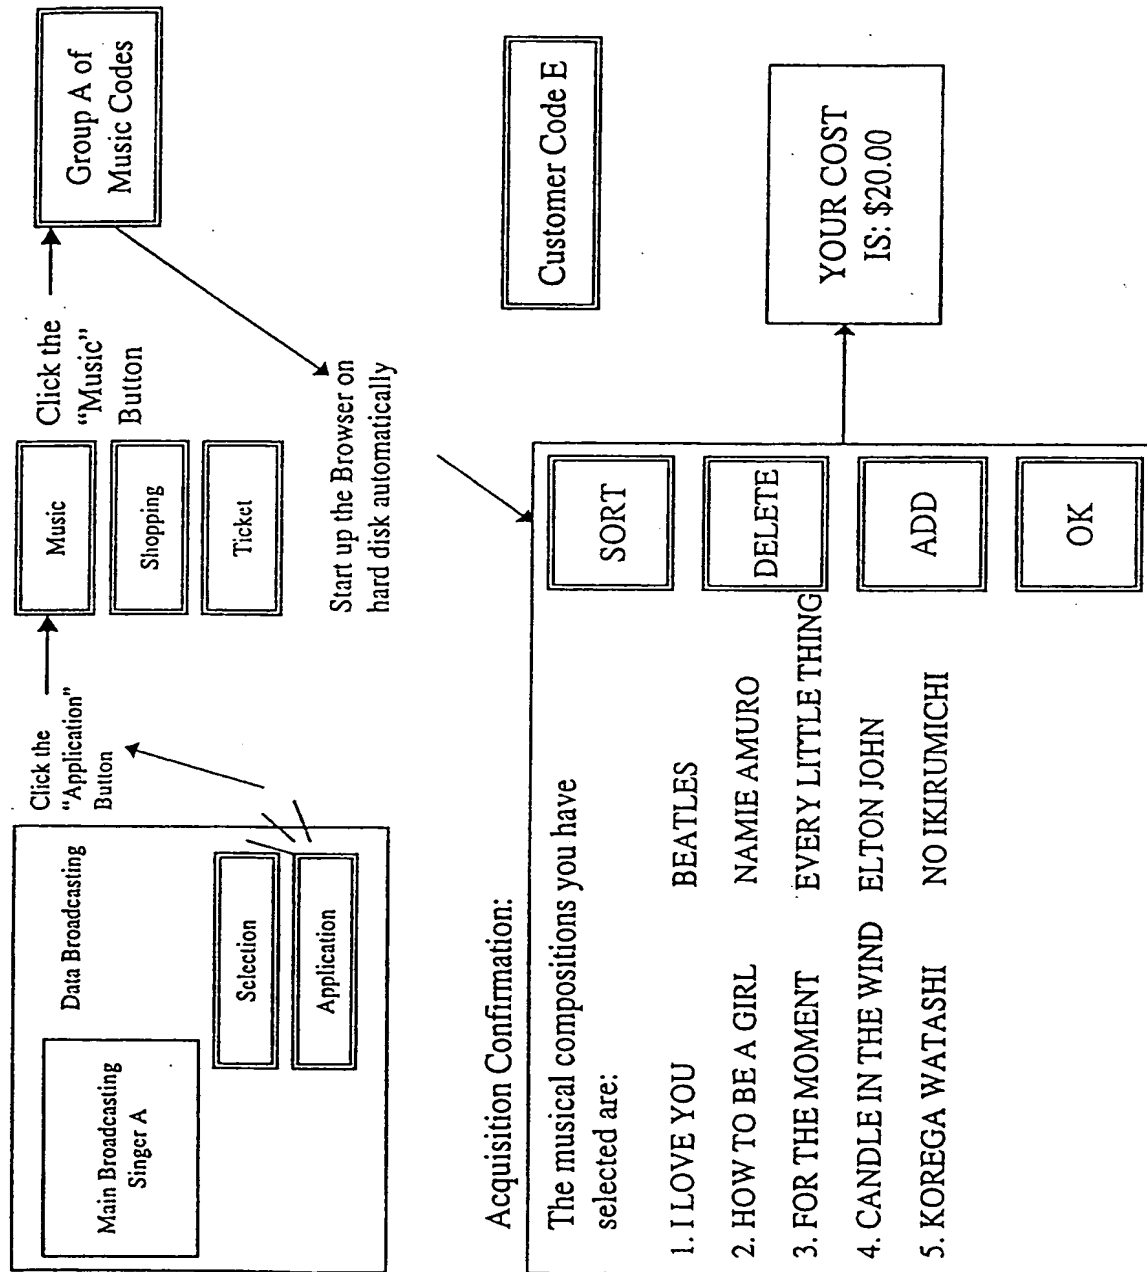 Main Broadcasting
Singer A
Data Broadcasting
Selection
Application
Click the
"Application"
Button
Music
Shopping
Ticket
Click the
"Music"
Button
Group A of
Music Codes
Start up the Browser on
hard disk automatically
Acquisition Confirmation:
The musical compositions you have
selected are:
1. I LOVE YOU BEATLES
2. HOW TO BE A GIRL NAMIE AMURO
3. FOR THE MOMENT EVERY LITTLE THING
4. CANDLE IN THE WIND ELTON JOHN
5. KOREGA WATASHI NO IKIRUMICHI
SORT
DELETE
ADD
OK
Customer Code E
YOUR COST
IS: $20.00